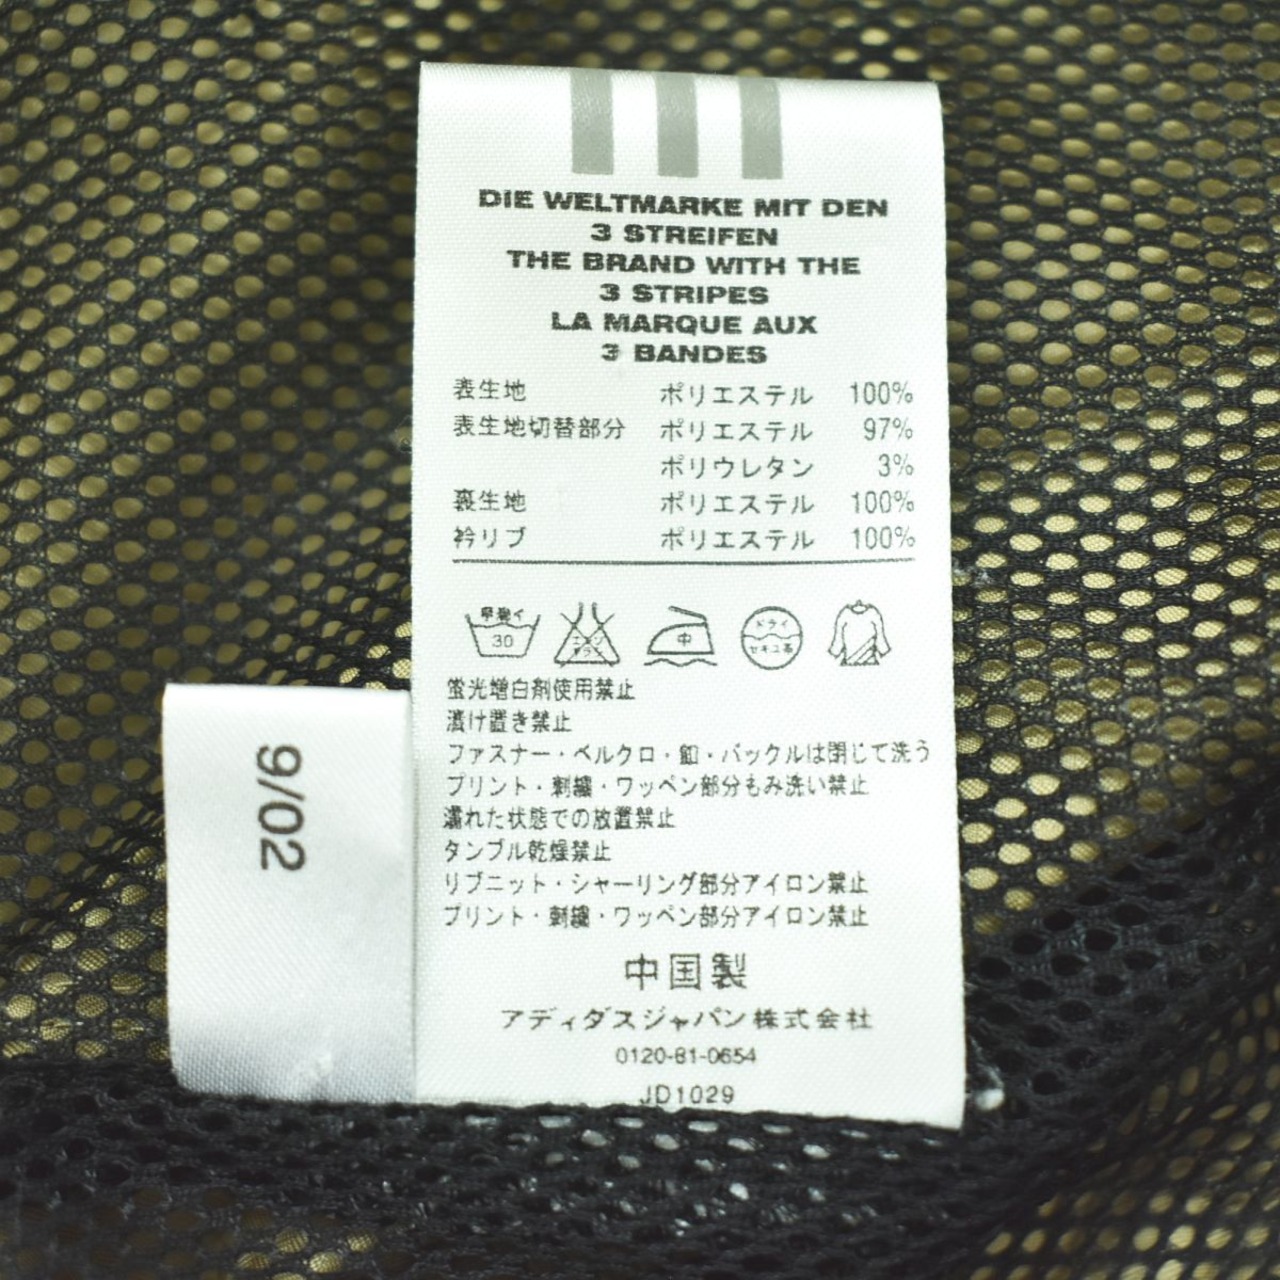 DIE WELTMARKE MIT DEN
3 STREIFEN
THE BRAND WITH THE
3 STRIPES
LA MARQUE AUX
3 BANDES
表生地 ポリエステル 100%
表生地切替部分 ポリエステル 97%
ポリウレタン 3%
裏生地 ポリエステル 100%
衿リブ ポリエステル 100%
30
中
ドライ
セキユ系
蛍光増白剤使用禁止
漬け置き禁止
ファスナー・ベルクロ・釦・バックルは閉じて洗う
プリント・刺繍・ワッペン部分もみ洗い禁止
濡れた状態での放置禁止
タンブル乾燥禁止
リブニット・シャーリング部分アイロン禁止
プリント・刺繍・ワッペン部分アイロン禁止
中国製
アディダスジャパン株式会社
0120-81-0654
JD1029
9/02